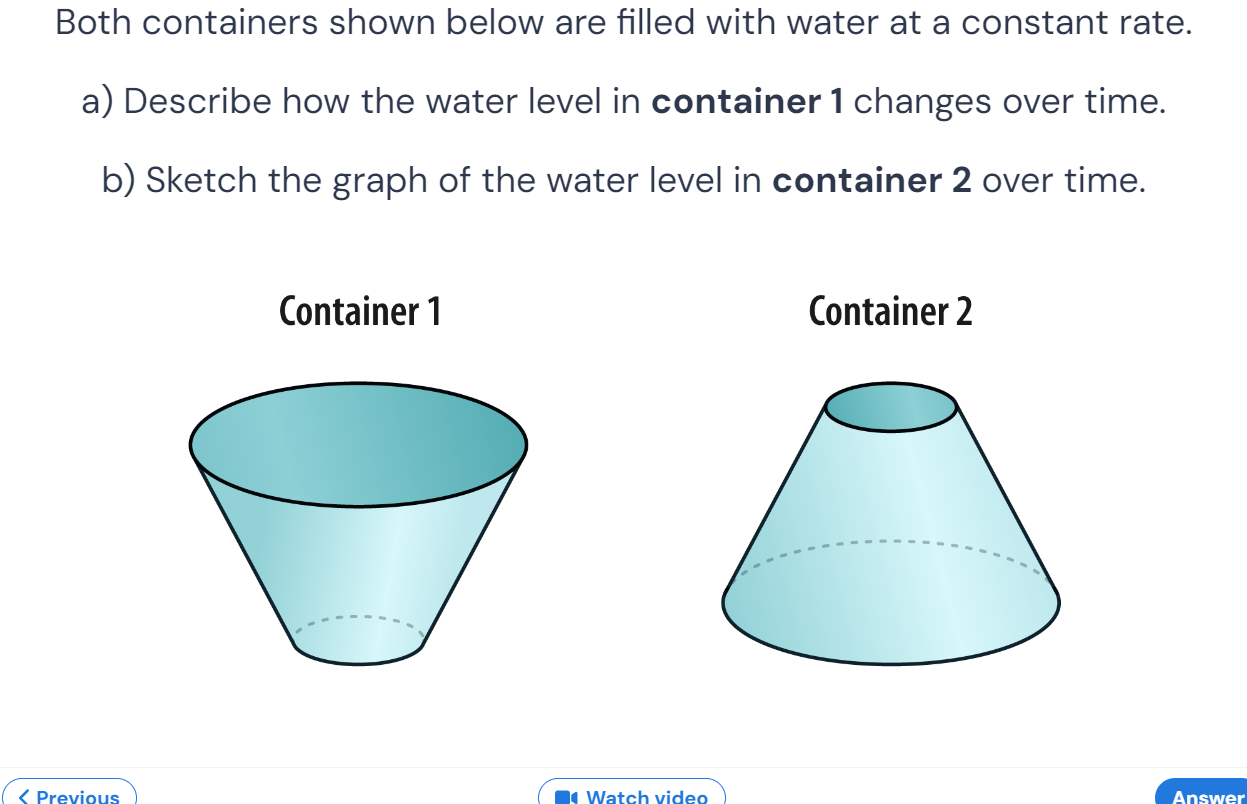 Both containers shown below are filled with water at a constant rate.
a) Describe how the water level in container 1 changes over time.
b) Sketch the graph of the water level in container 2 over time.
Container 1
Container 2
Previous
Watch video
Answer